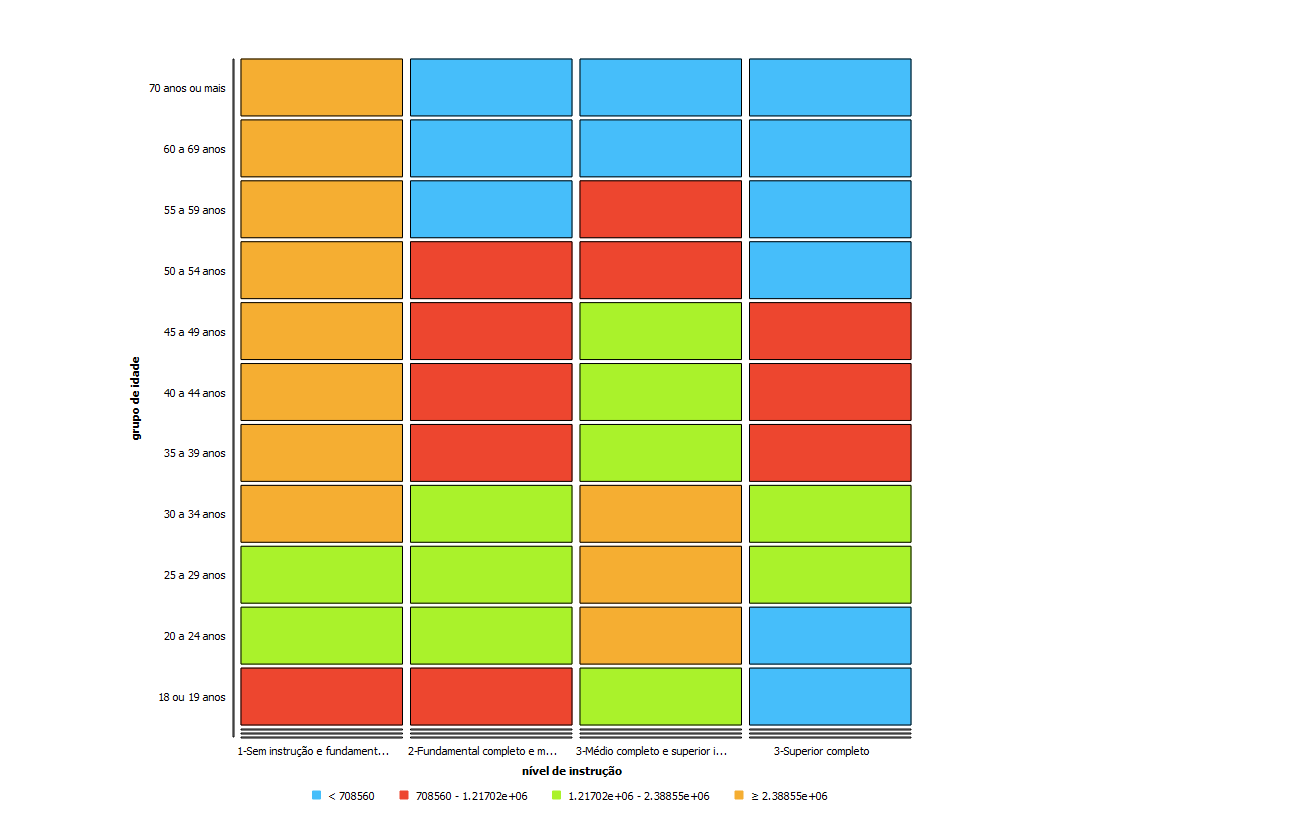 70 anos ou mais
60 a 69 anos
55 a 59 anos
50 a 54 anos
45 a 49 anos
40 a 44 anos
35 a 39 anos
30 a 34 anos
25 a 29 anos
20 a 24 anos
18 ou 19 anos
grupo de idade
1-Sem instrução e fundament...
2-Fundamental completo e m...
3-Médio completo e superior i...
3-Superior completo
nível de instrução
< 708560
708560 - 1.21702e+06
1.21702e+06 - 2.38855e+06
≥ 2.38855e+06